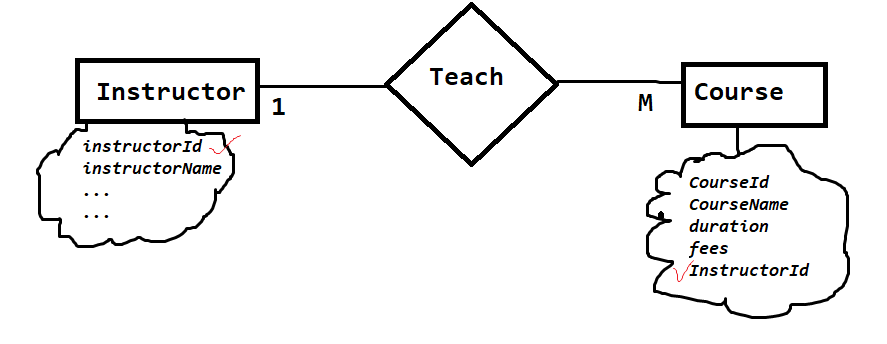 Instructor
1
Teach
M
Course
instructorId
instructorName
...
...
CourseId
CourseName
duration
fees
InstructorId